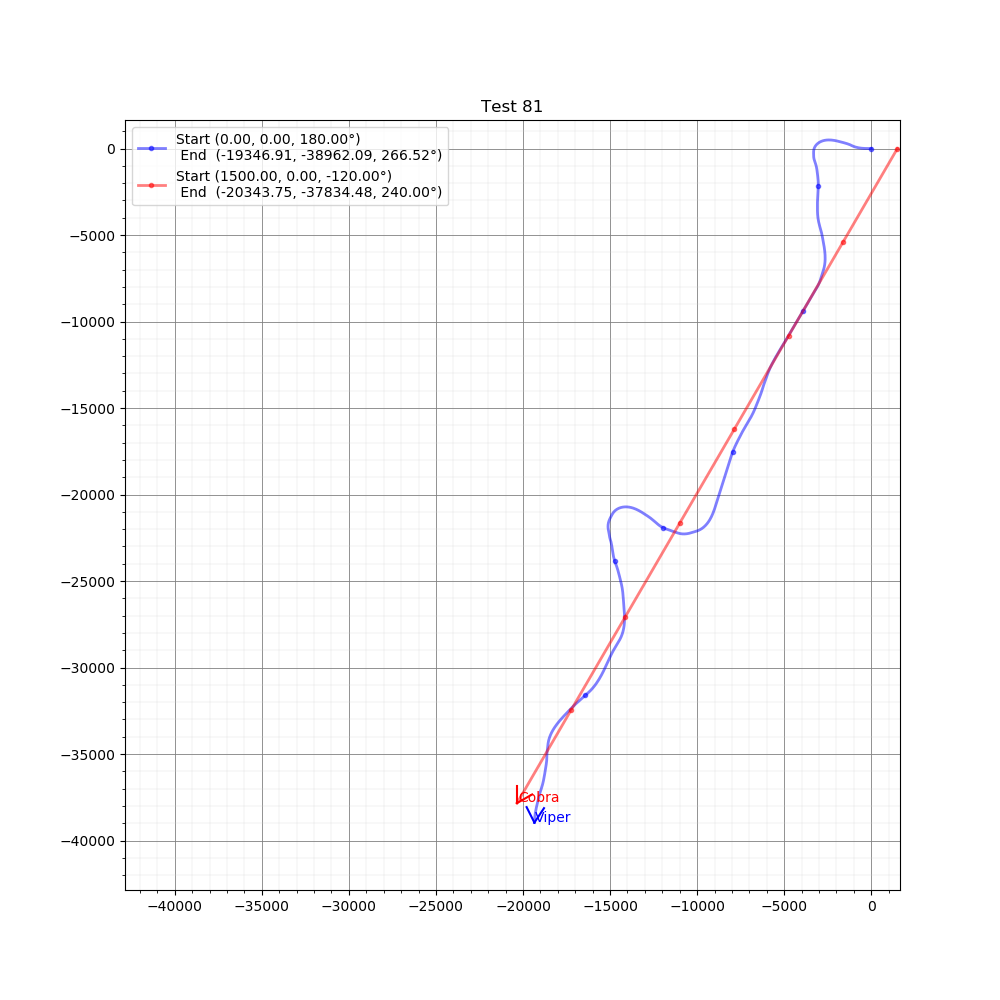 Test 81
Start (0.00, 0.00, 180.00°)
End  (-19346.91, -38962.09, 266.52°)
Start (1500.00, 0.00, -120.00°)
End  (-20343.75, -37834.48, 240.00°)
0
−5000
−10000
−15000
−20000
−25000
−30000
−35000
−40000
Cobra
Viper
−40000 −35000 −30000 −25000 −20000 −15000 −10000 −5000 0